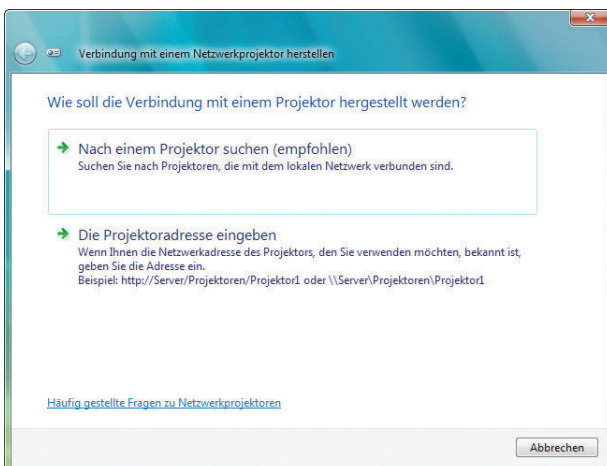 Verbindung mit einem Netzwerkprojektor herstellen
Wie soll die Verbindung mit einem Projektor hergestellt werden?
Nach einem Projektor suchen (empfohlen)
Suchen Sie nach Projektoren, die mit dem lokalen Netzwerk verbunden sind.
Die Projektoradresse eingeben
Wenn Ihnen die Netzwerkadresse des Projektors, den Sie verwenden möchten, bekannt ist,
geben Sie die Adresse ein.
Beispiel: http://Server/Projektoren/Projektor1 oder \\Server\Projektoren\Projektor1
Häufig gestellte Fragen zu Netzwerkprojektoren
Abbrechen